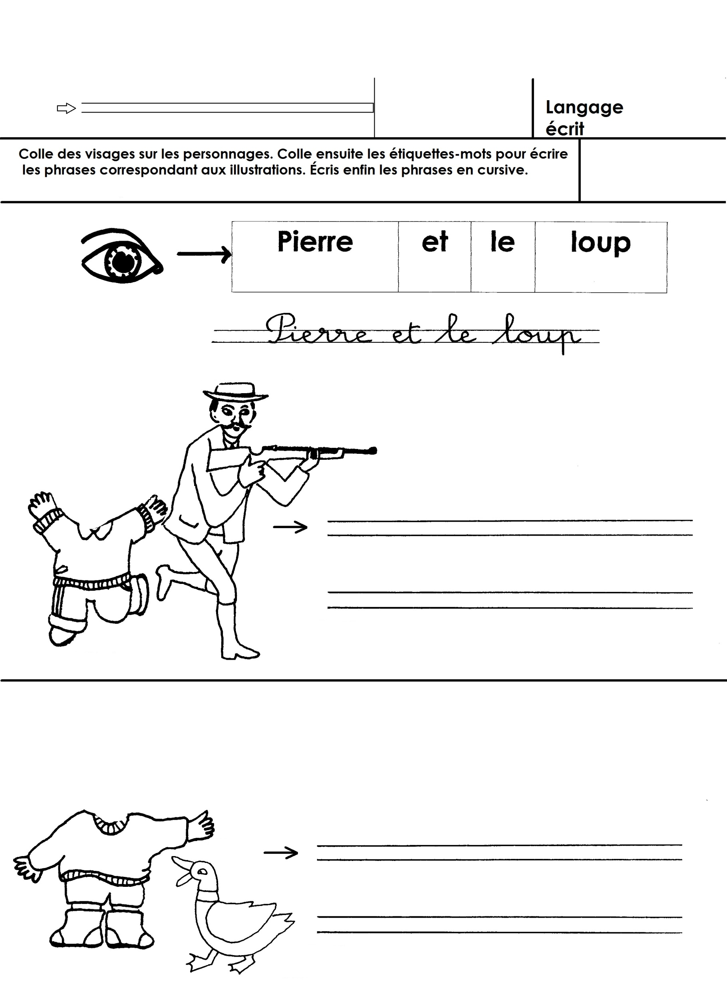 Langage
écrit
Colle des visages sur les personnages. Colle ensuite les étiquettes-mots pour écrire
les phrases correspondant aux illustrations. Écris enfin les phrases en cursive.
Pierre et le loup
Pierre et le loup